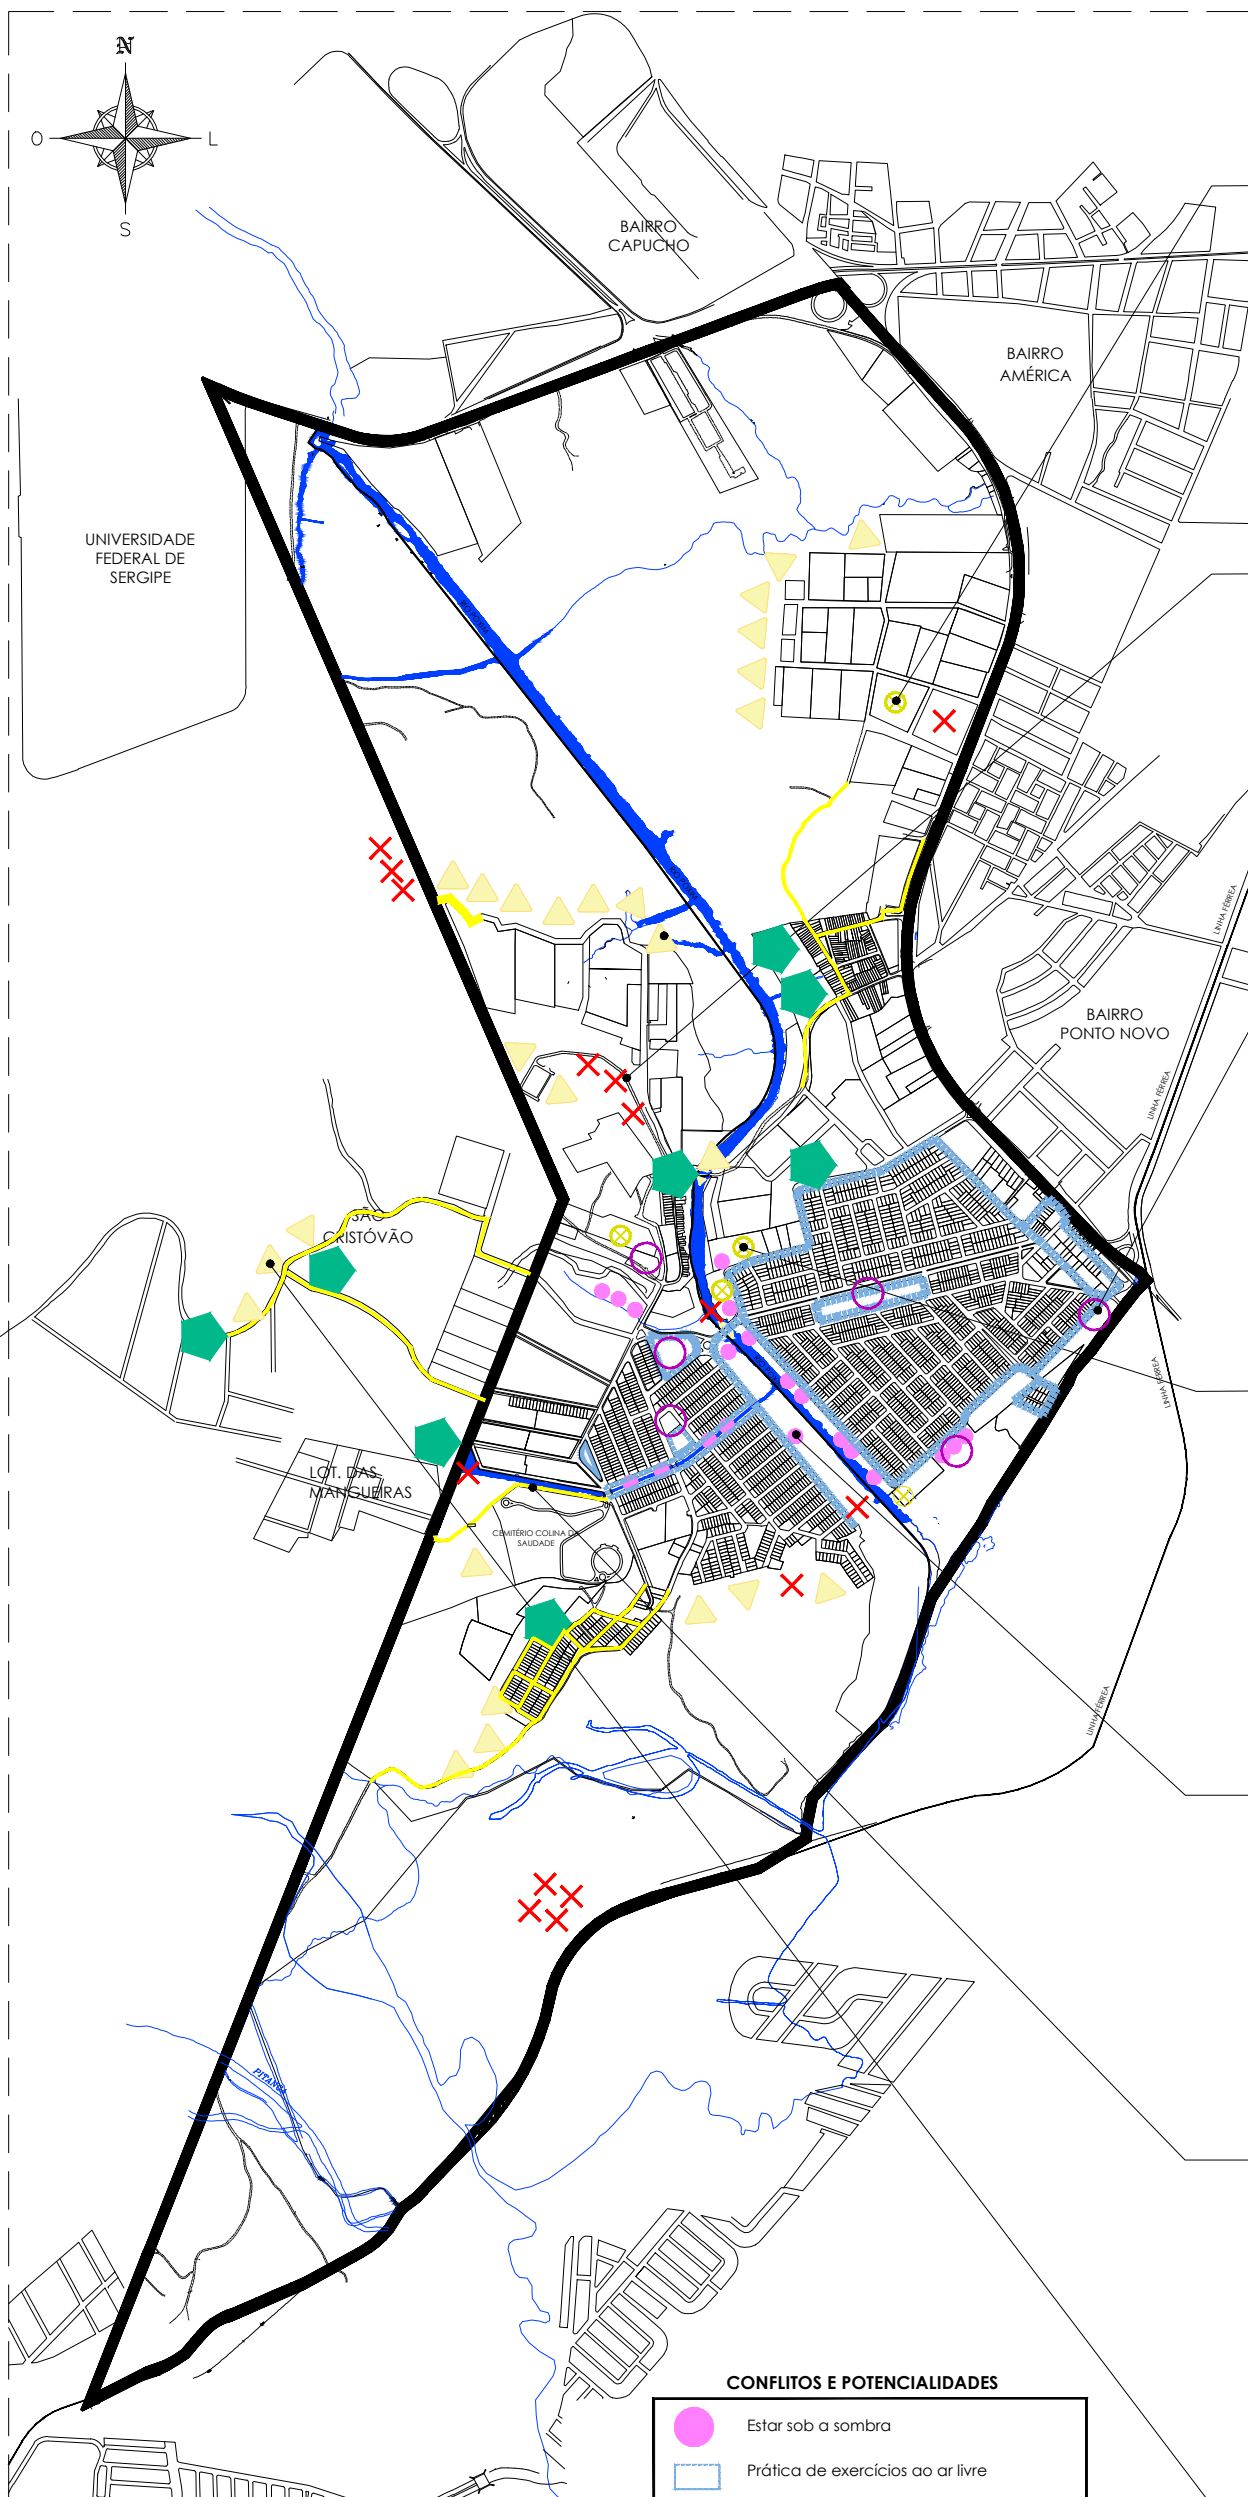 N
O
L
S
BAIRRO
CAPUCHO
BAIRRO
AMÉRICA
UNIVERSIDADE
FEDERAL DE
SERGIPE
LINHA FÉRREA
BAIRRO
PONTO NOVO
LINHA FÉRREA
SÃO
CRISTÓVÃO
LINHA FÉRREA
LOT. DAS
MANGUEIRAS
CEMITÉRIO COLINA DA
SAUDADE
LINHA FÉRREA
PITANGA
CONFLITOS E POTENCIALIDADES
Estar sob a sombra
Prática de exercícios ao ar livre